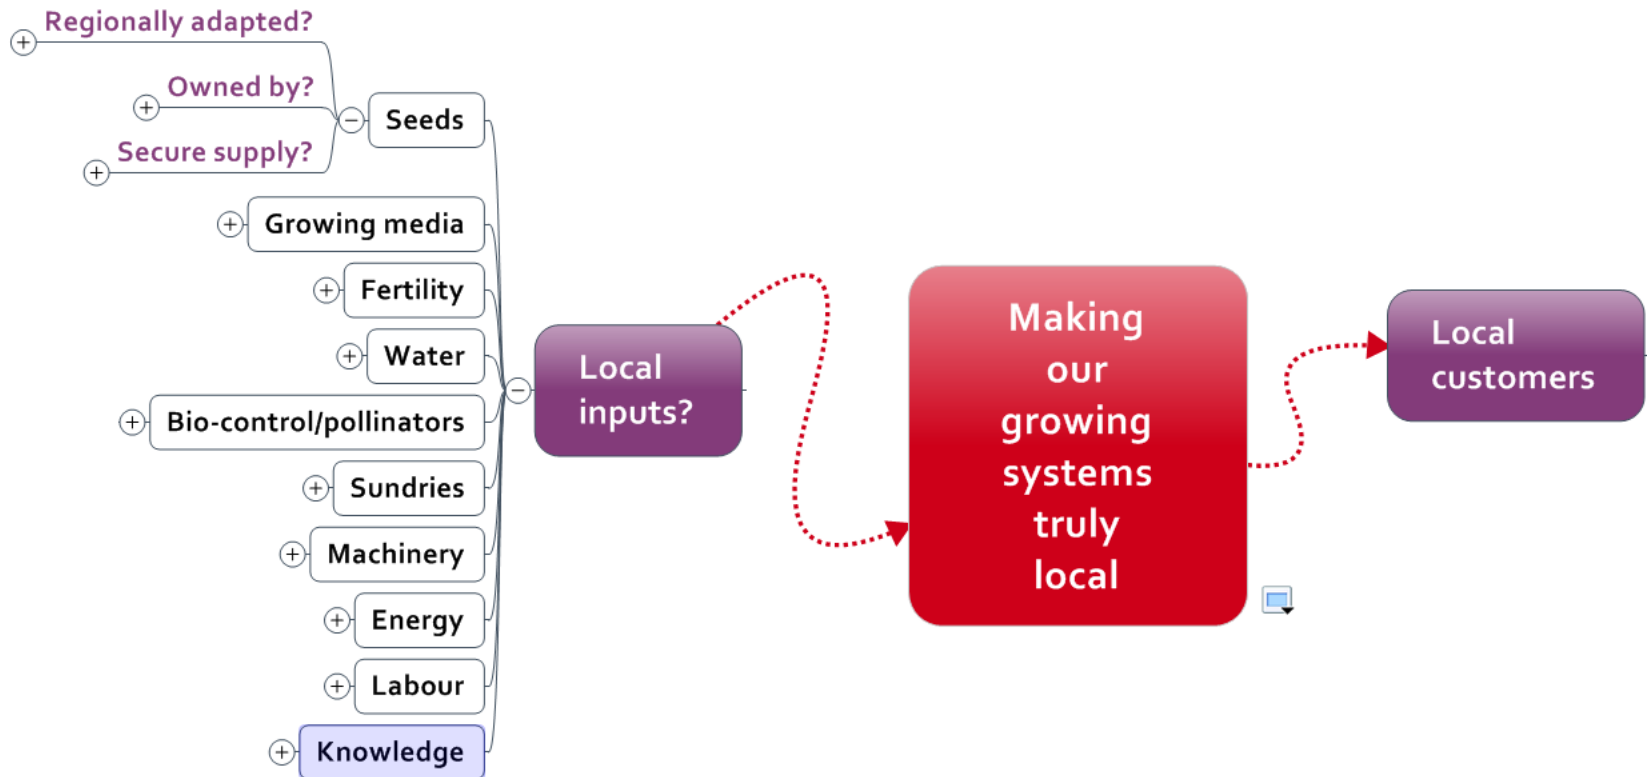 Regionally adapted?
Owned by?
Secure supply?
Seeds
Growing media
Fertility
Water
Bio-control/pollinators
Sundries
Machinery
Energy
Labour
Knowledge
Local
inputs?
Making
our
growing
systems
truly
local
Local
customers